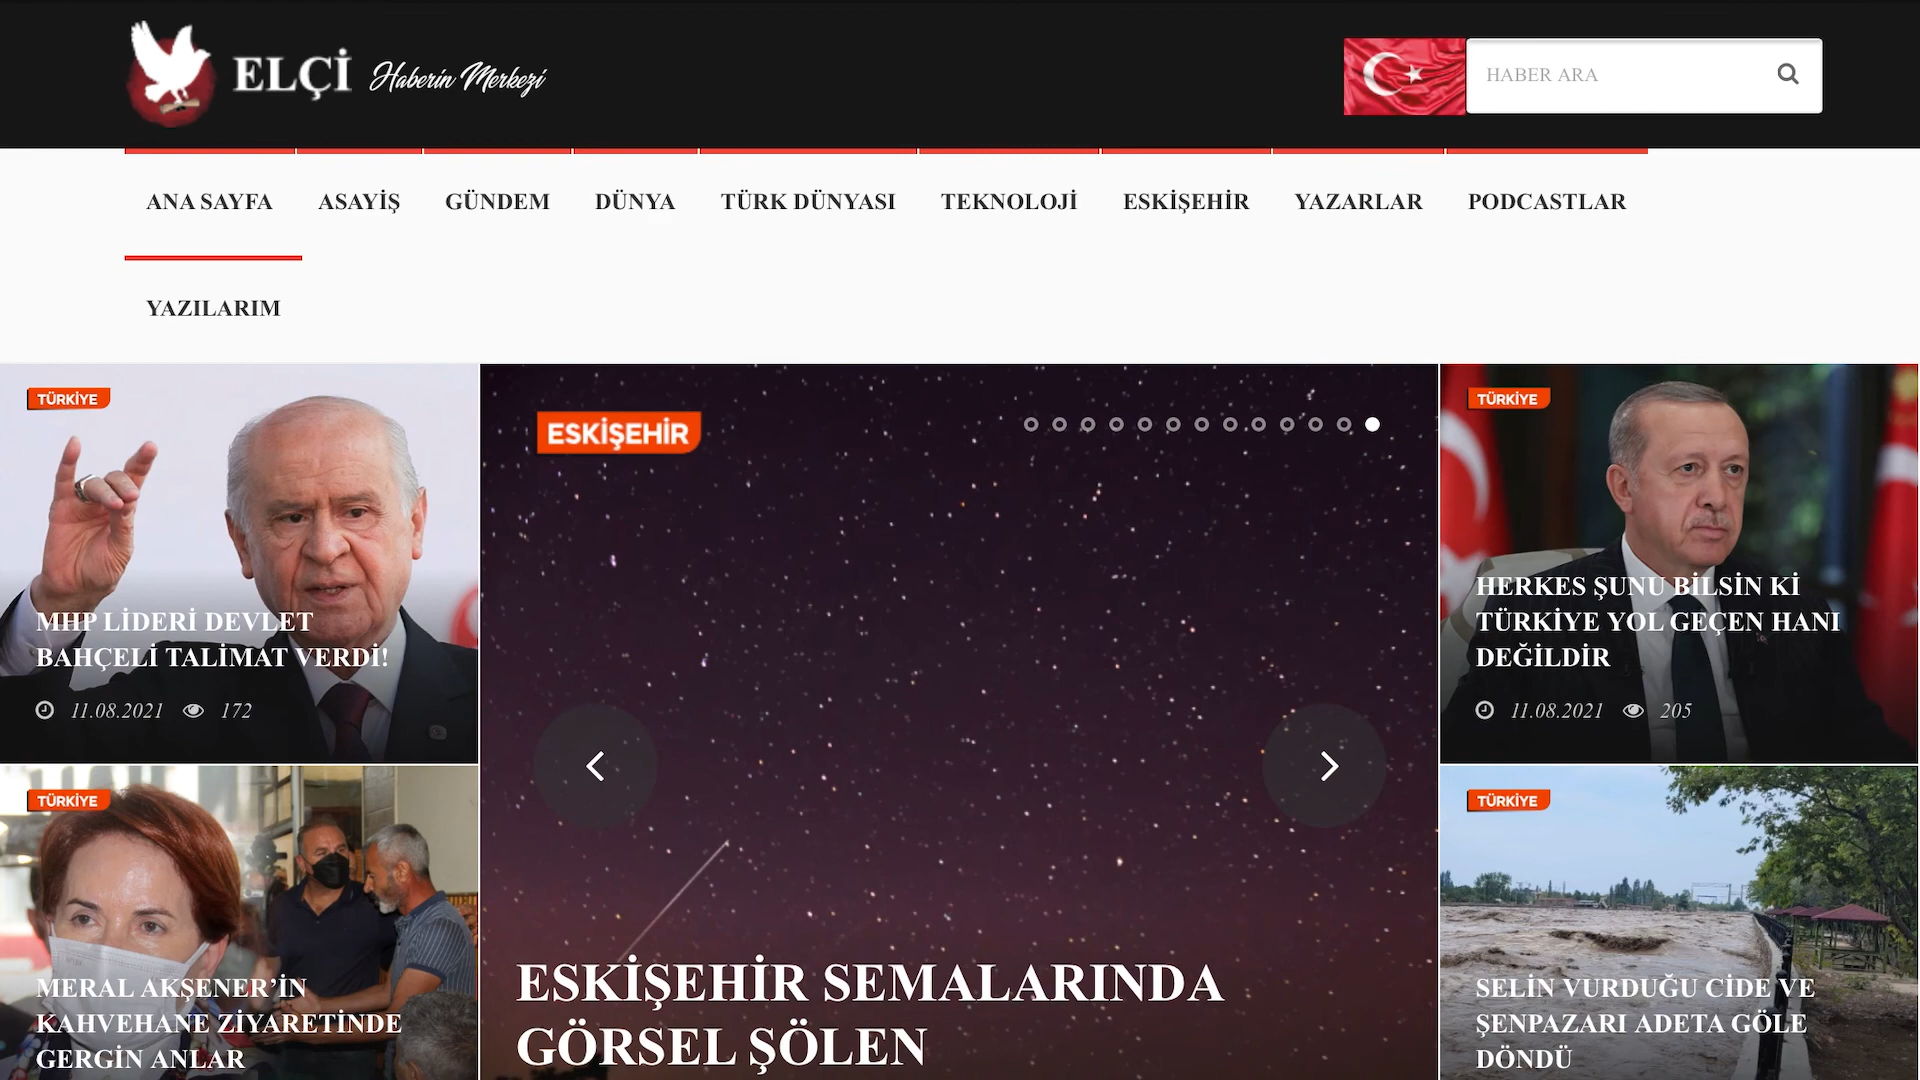 ELÇİ Haberin Merkezi
HABER ARA
ANA SAYFA ASAYİŞ GÜNDEM DÜNYA TÜRK DÜNYASI TEKNOLOJİ ESKİŞEHİR YAZARLAR PODCASTLAR
YAZILARIM
TÜRKİYE
MHP LİDERİ DEVLET
BAHÇELİ TALİMAT VERDİ!
11.08.2021 172
TÜRKİYE
MERAL AKŞENER’İN
KAHVEHANE ZİYARETİNDE
GERGİN ANLAR
ESKİŞEHİR
ESKİŞEHİR SEMALARINDA
GÖRSEL ŞÖLEN
TÜRKİYE
HERKES ŞUNU BİLSİN Kİ
TÜRKİYE YOL GEÇEN HANI
DEĞİLDİR
11.08.2021 205
TÜRKİYE
SELİN VURDUĞU CİDE VE
ŞENPAZARI ADETA GÖLE
DÖNDÜ